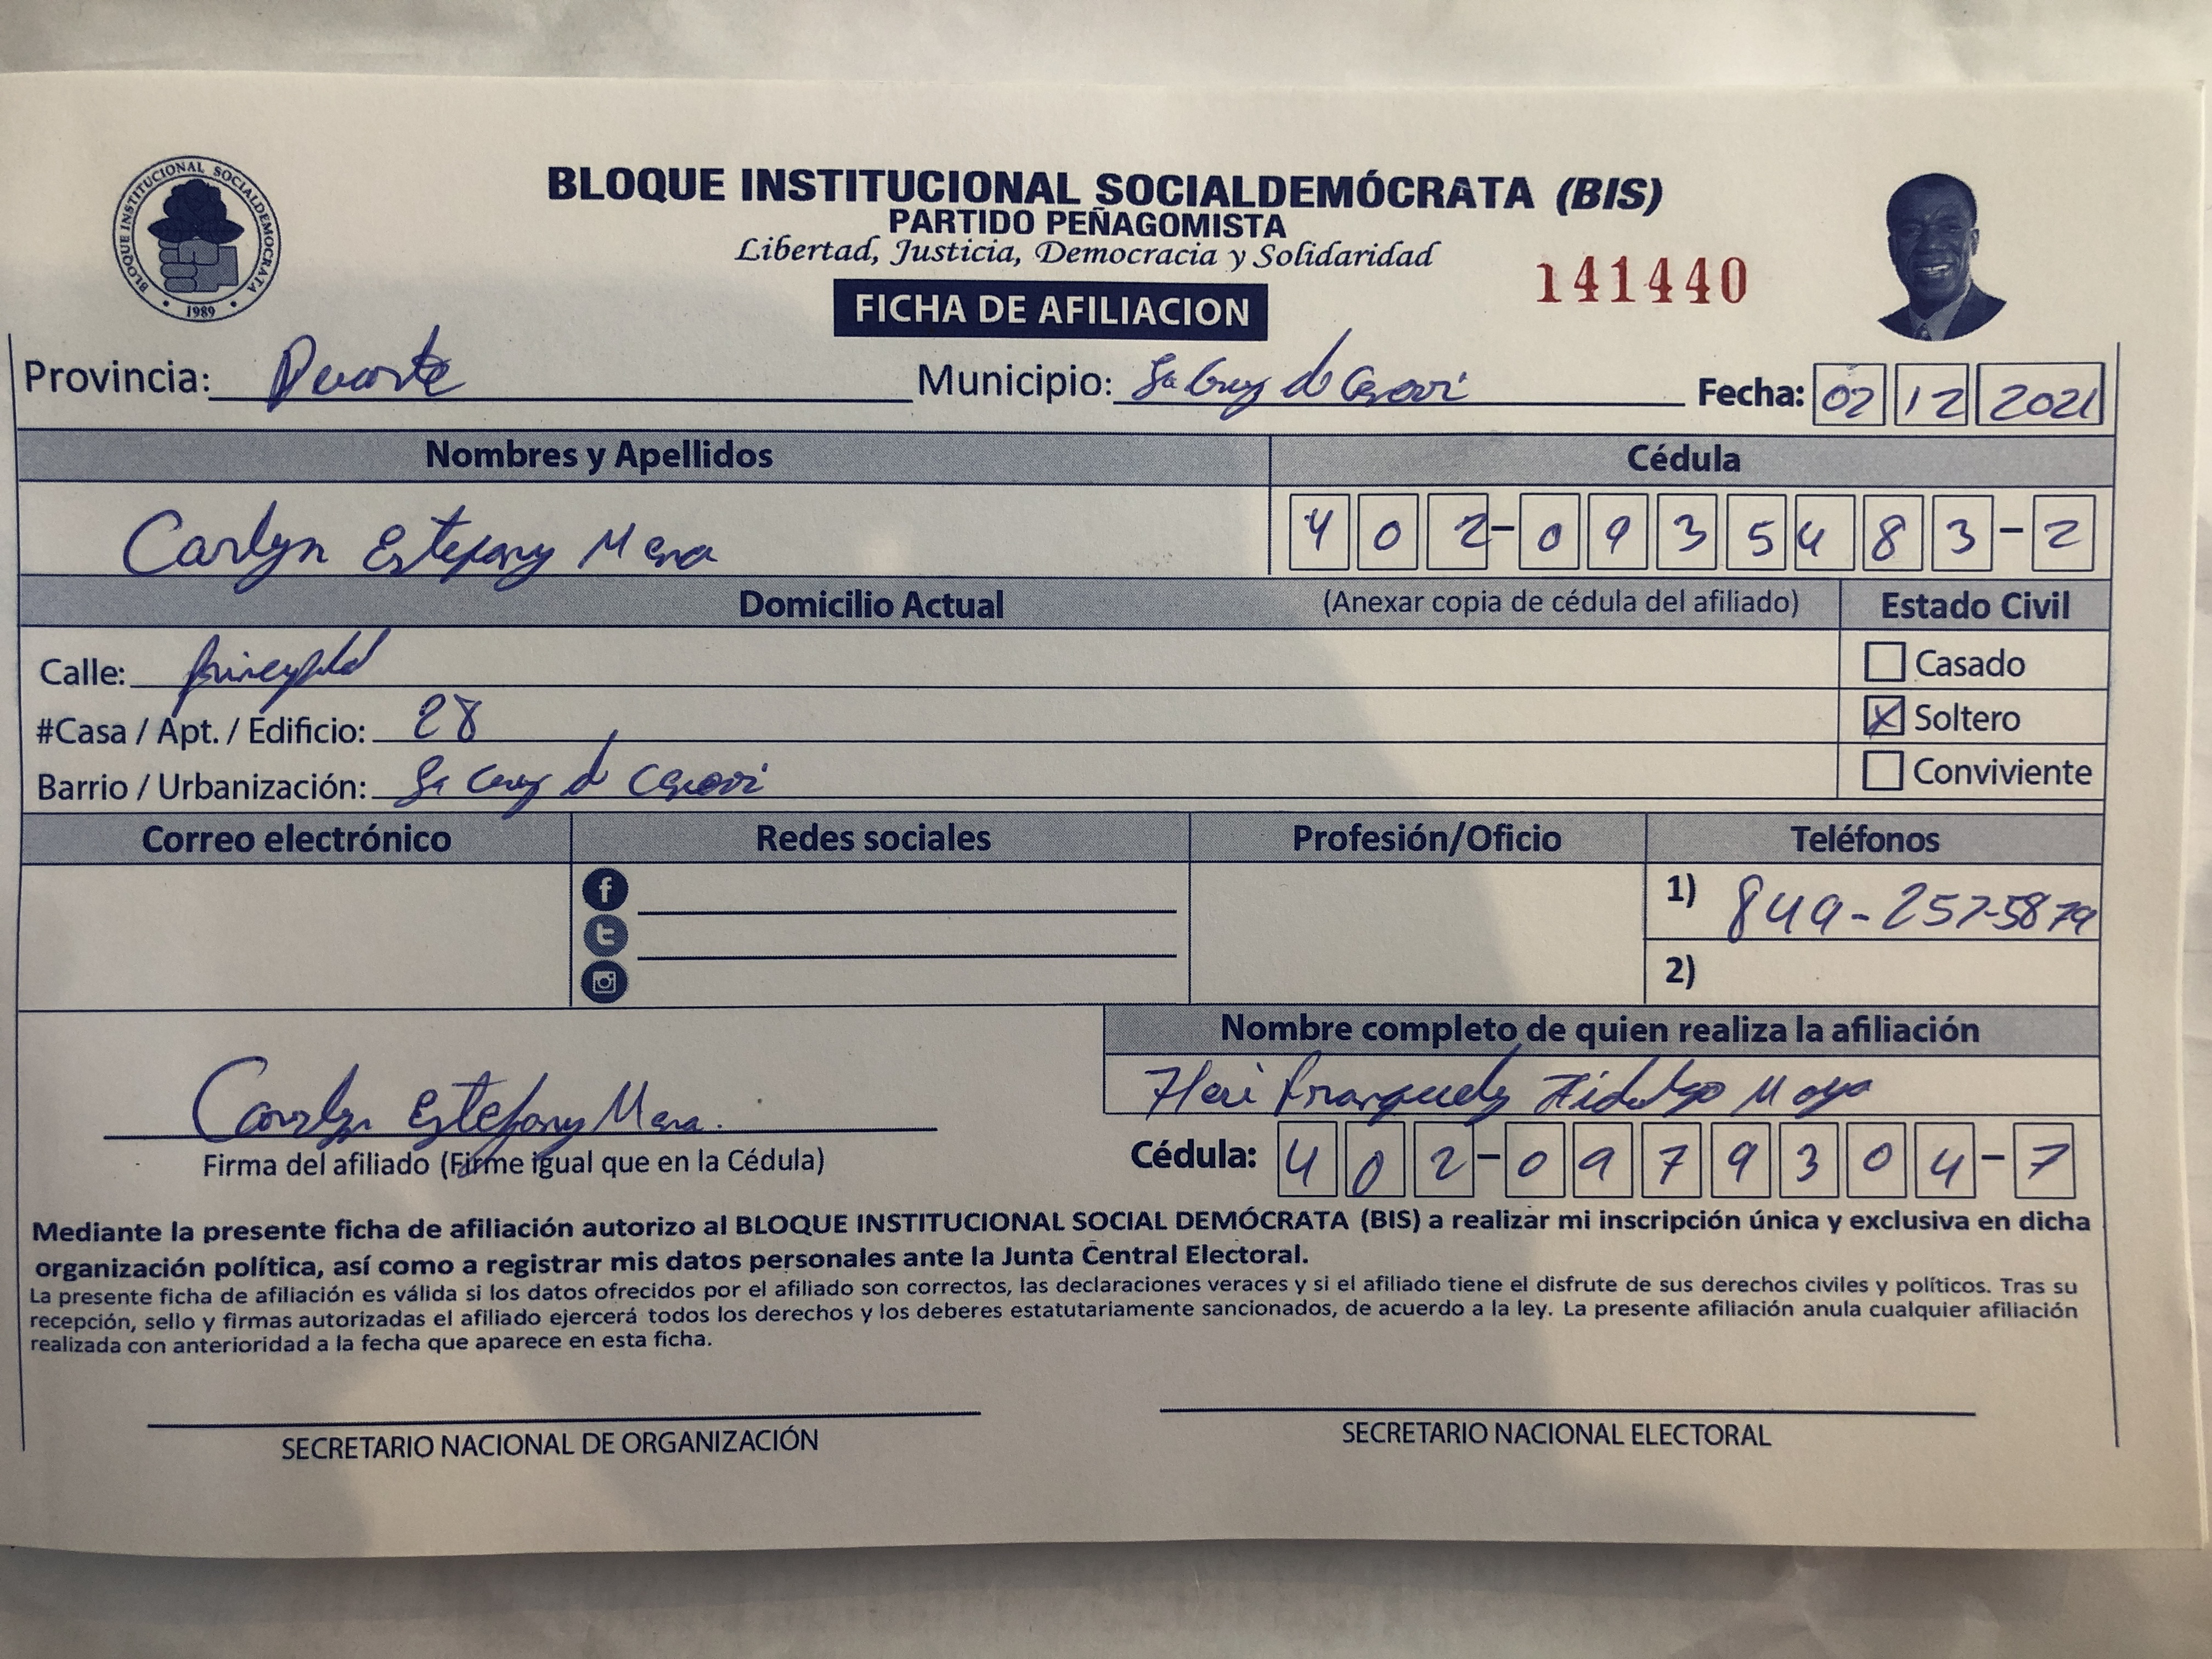 BLOQUE INSTITUCIONAL SOCIALDEMOCRATA
1989
BLOQUE INSTITUCIONAL SOCIALDEMÓCRATA (BIS)
PARTIDO PEÑAGOMISTA
Libertad, Justicia, Democracia y Solidaridad
141440
FICHA DE AFILIACION
Provincia: Duarte Municipio: de Fecha: 02 12 2021
Nombres y Apellidos Cédula
Carlyn Estefany Mena 402-0935483-2
Domicilio Actual (Anexar copia de cédula del afiliado) Estado Civil
Calle: principal Casado
#Casa / Apt. / Edificio: 28 X Soltero
Barrio / Urbanización: de Conviviente
Correo electrónico Redes sociales Profesión/Oficio Teléfonos
f 1) 849-257-5879
t
2)
Nombre completo de quien realiza la afiliación
Hidalgo Moya
Carlyn Estefany Mena.
Firma del afiliado (Firme igual que en la Cédula) Cédula: 402-0979304-7
Mediante la presente ficha de afiliación autorizo al BLOQUE INSTITUCIONAL SOCIAL DEMÓCRATA (BIS) a realizar mi inscripción única y exclusiva en dicha
organización política, así como a registrar mis datos personales ante la Junta Central Electoral.
La presente ficha de afiliación es válida si los datos ofrecidos por el afiliado son correctos, las declaraciones veraces y si el afiliado tiene el disfrute de sus derechos civiles y políticos. Tras su
recepción, sello y firmas autorizadas el afiliado ejercerá todos los derechos y los deberes estatutariamente sancionados, de acuerdo a la ley. La presente afiliación anula cualquier afiliación
realizada con anterioridad a la fecha que aparece en esta ficha.
SECRETARIO NACIONAL DE ORGANIZACIÓN SECRETARIO NACIONAL ELECTORAL